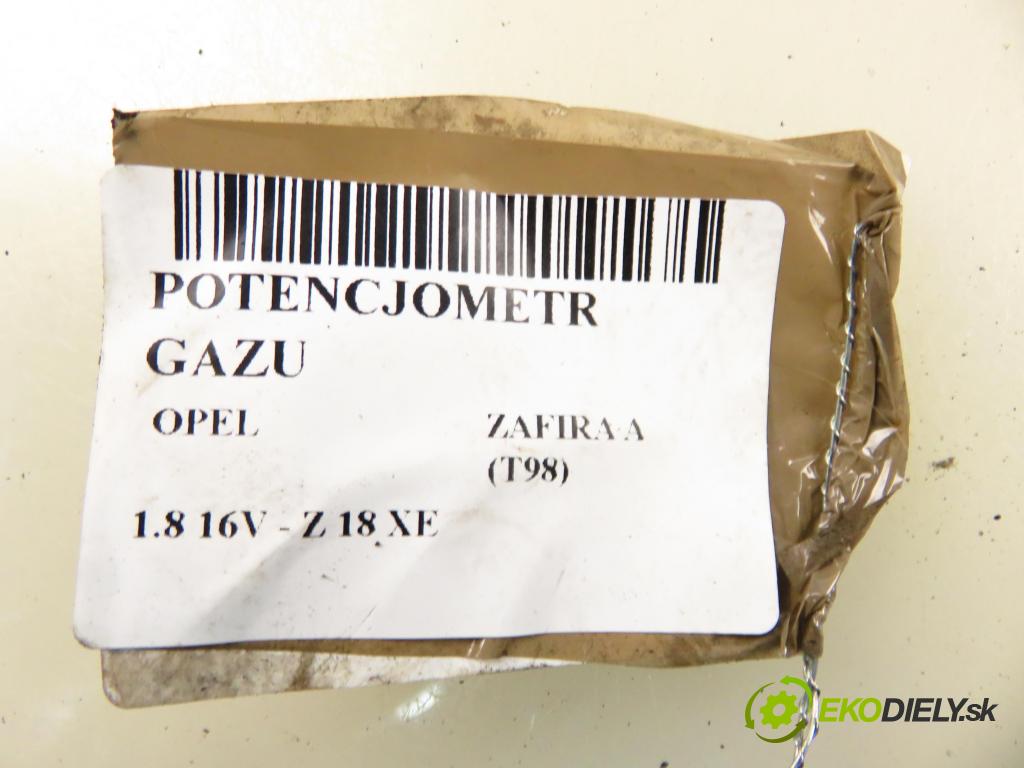 POTENCJOMETR
GAZU
OPEL ZAFIRA A
(T98)
1.8 16V - Z 18 XE
EKODIELY.sk